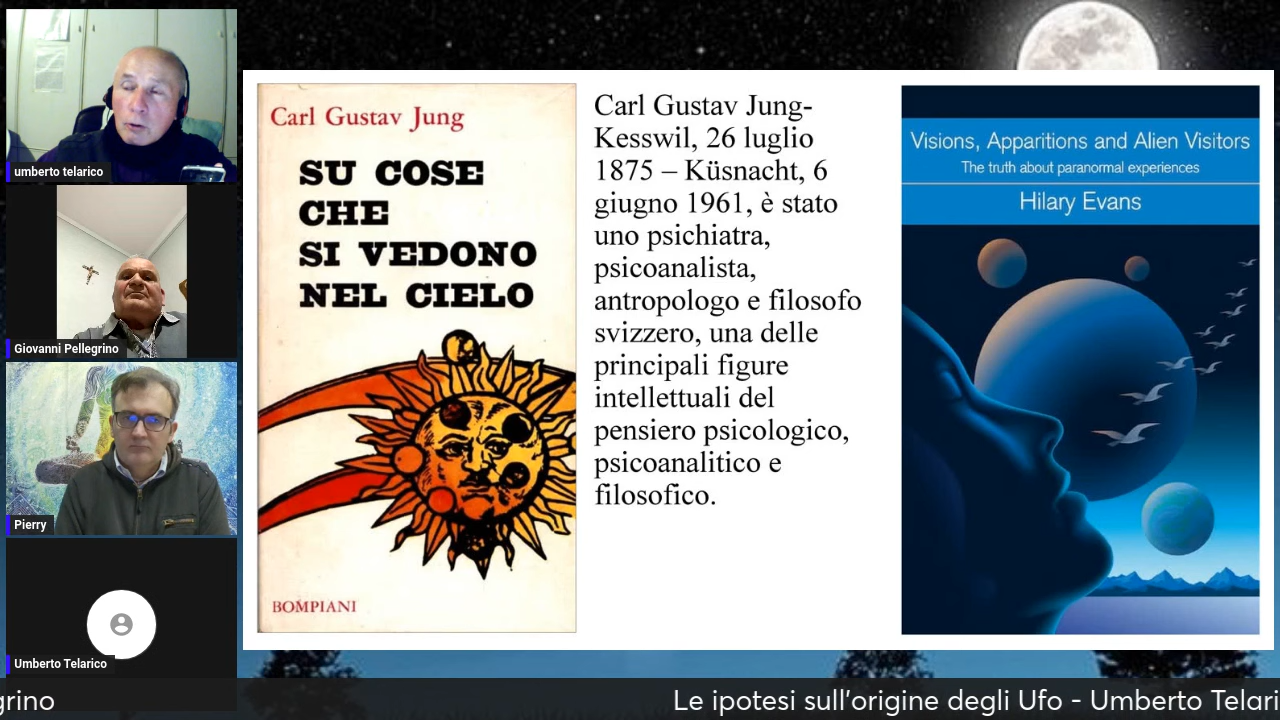 umberto telarico
Giovanni Pellegrino
Pierry
Umberto Telarico
Carl Gustav Jung
SU COSE
CHE
SI VEDONO
NEL CIELO
BOMPIANI
Carl Gustav Jung-
Kesswil, 26 luglio
1875 – Küsnacht, 6
giugno 1961, è stato
uno psichiatra,
psicoanalista,
antropologo e filosofo
svizzero, una delle
principali figure
intellettuali del
pensiero psicologico,
psicoanalitico e
filosofico.
Visions, Apparitions and Alien Visitors
The truth about paranormal experiences
Hilary Evans
grino
Le ipotesi sull'origine degli Ufo - Umberto Telari